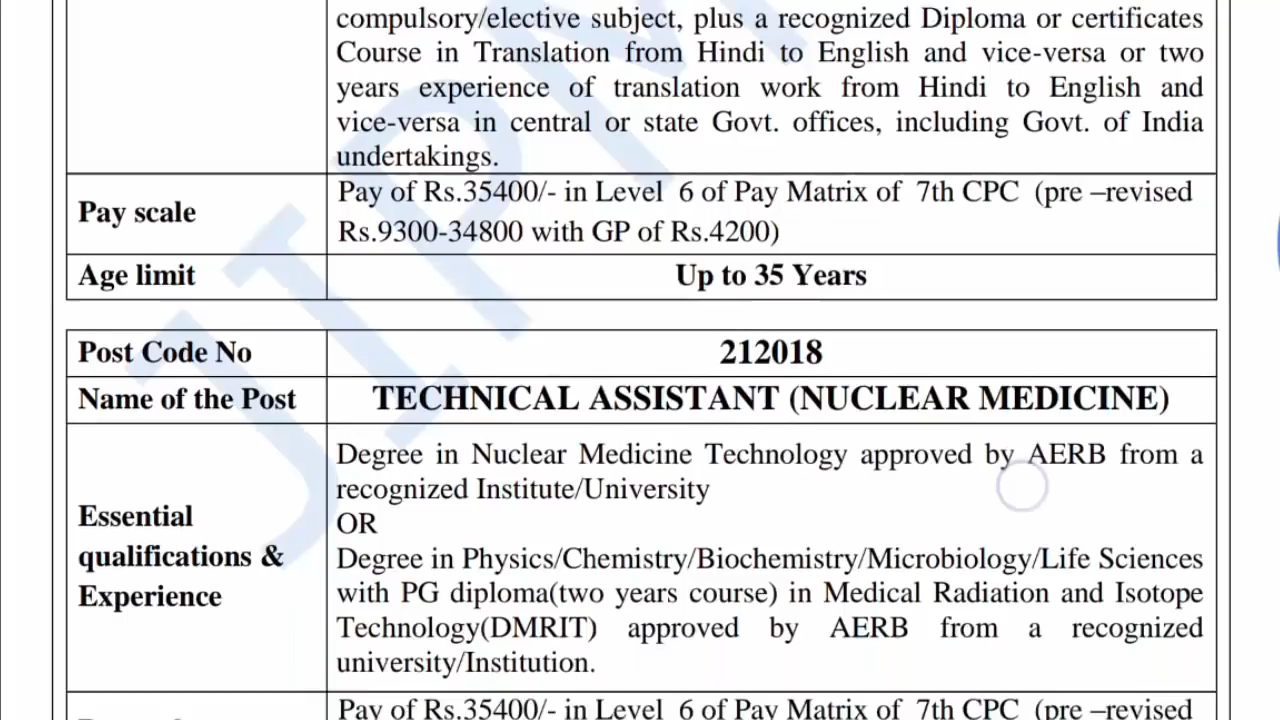 compulsory/elective subject, plus a recognized Diploma or certificates
Course in Translation from Hindi to English and vice-versa or two
years experience of translation work from Hindi to English and
vice-versa in central or state Govt. offices, including Govt. of India
undertakings.
Pay scale
Pay of Rs.35400/- in Level 6 of Pay Matrix of 7th CPC (pre –revised
Rs.9300-34800 with GP of Rs.4200)
Age limit
Up to 35 Years
Post Code No
212018
Name of the Post
TECHNICAL ASSISTANT (NUCLEAR MEDICINE)
Essential
qualifications &
Experience
Degree in Nuclear Medicine Technology approved by AERB from a
recognized Institute/University
OR
Degree in Physics/Chemistry/Biochemistry/Microbiology/Life Sciences
with PG diploma(two years course) in Medical Radiation and Isotope
Technology(DMRIT) approved by AERB from a recognized
university/Institution.
Pay of Rs.35400/- in Level 6 of Pay Matrix of 7th CPC (pre –revised
JIPM